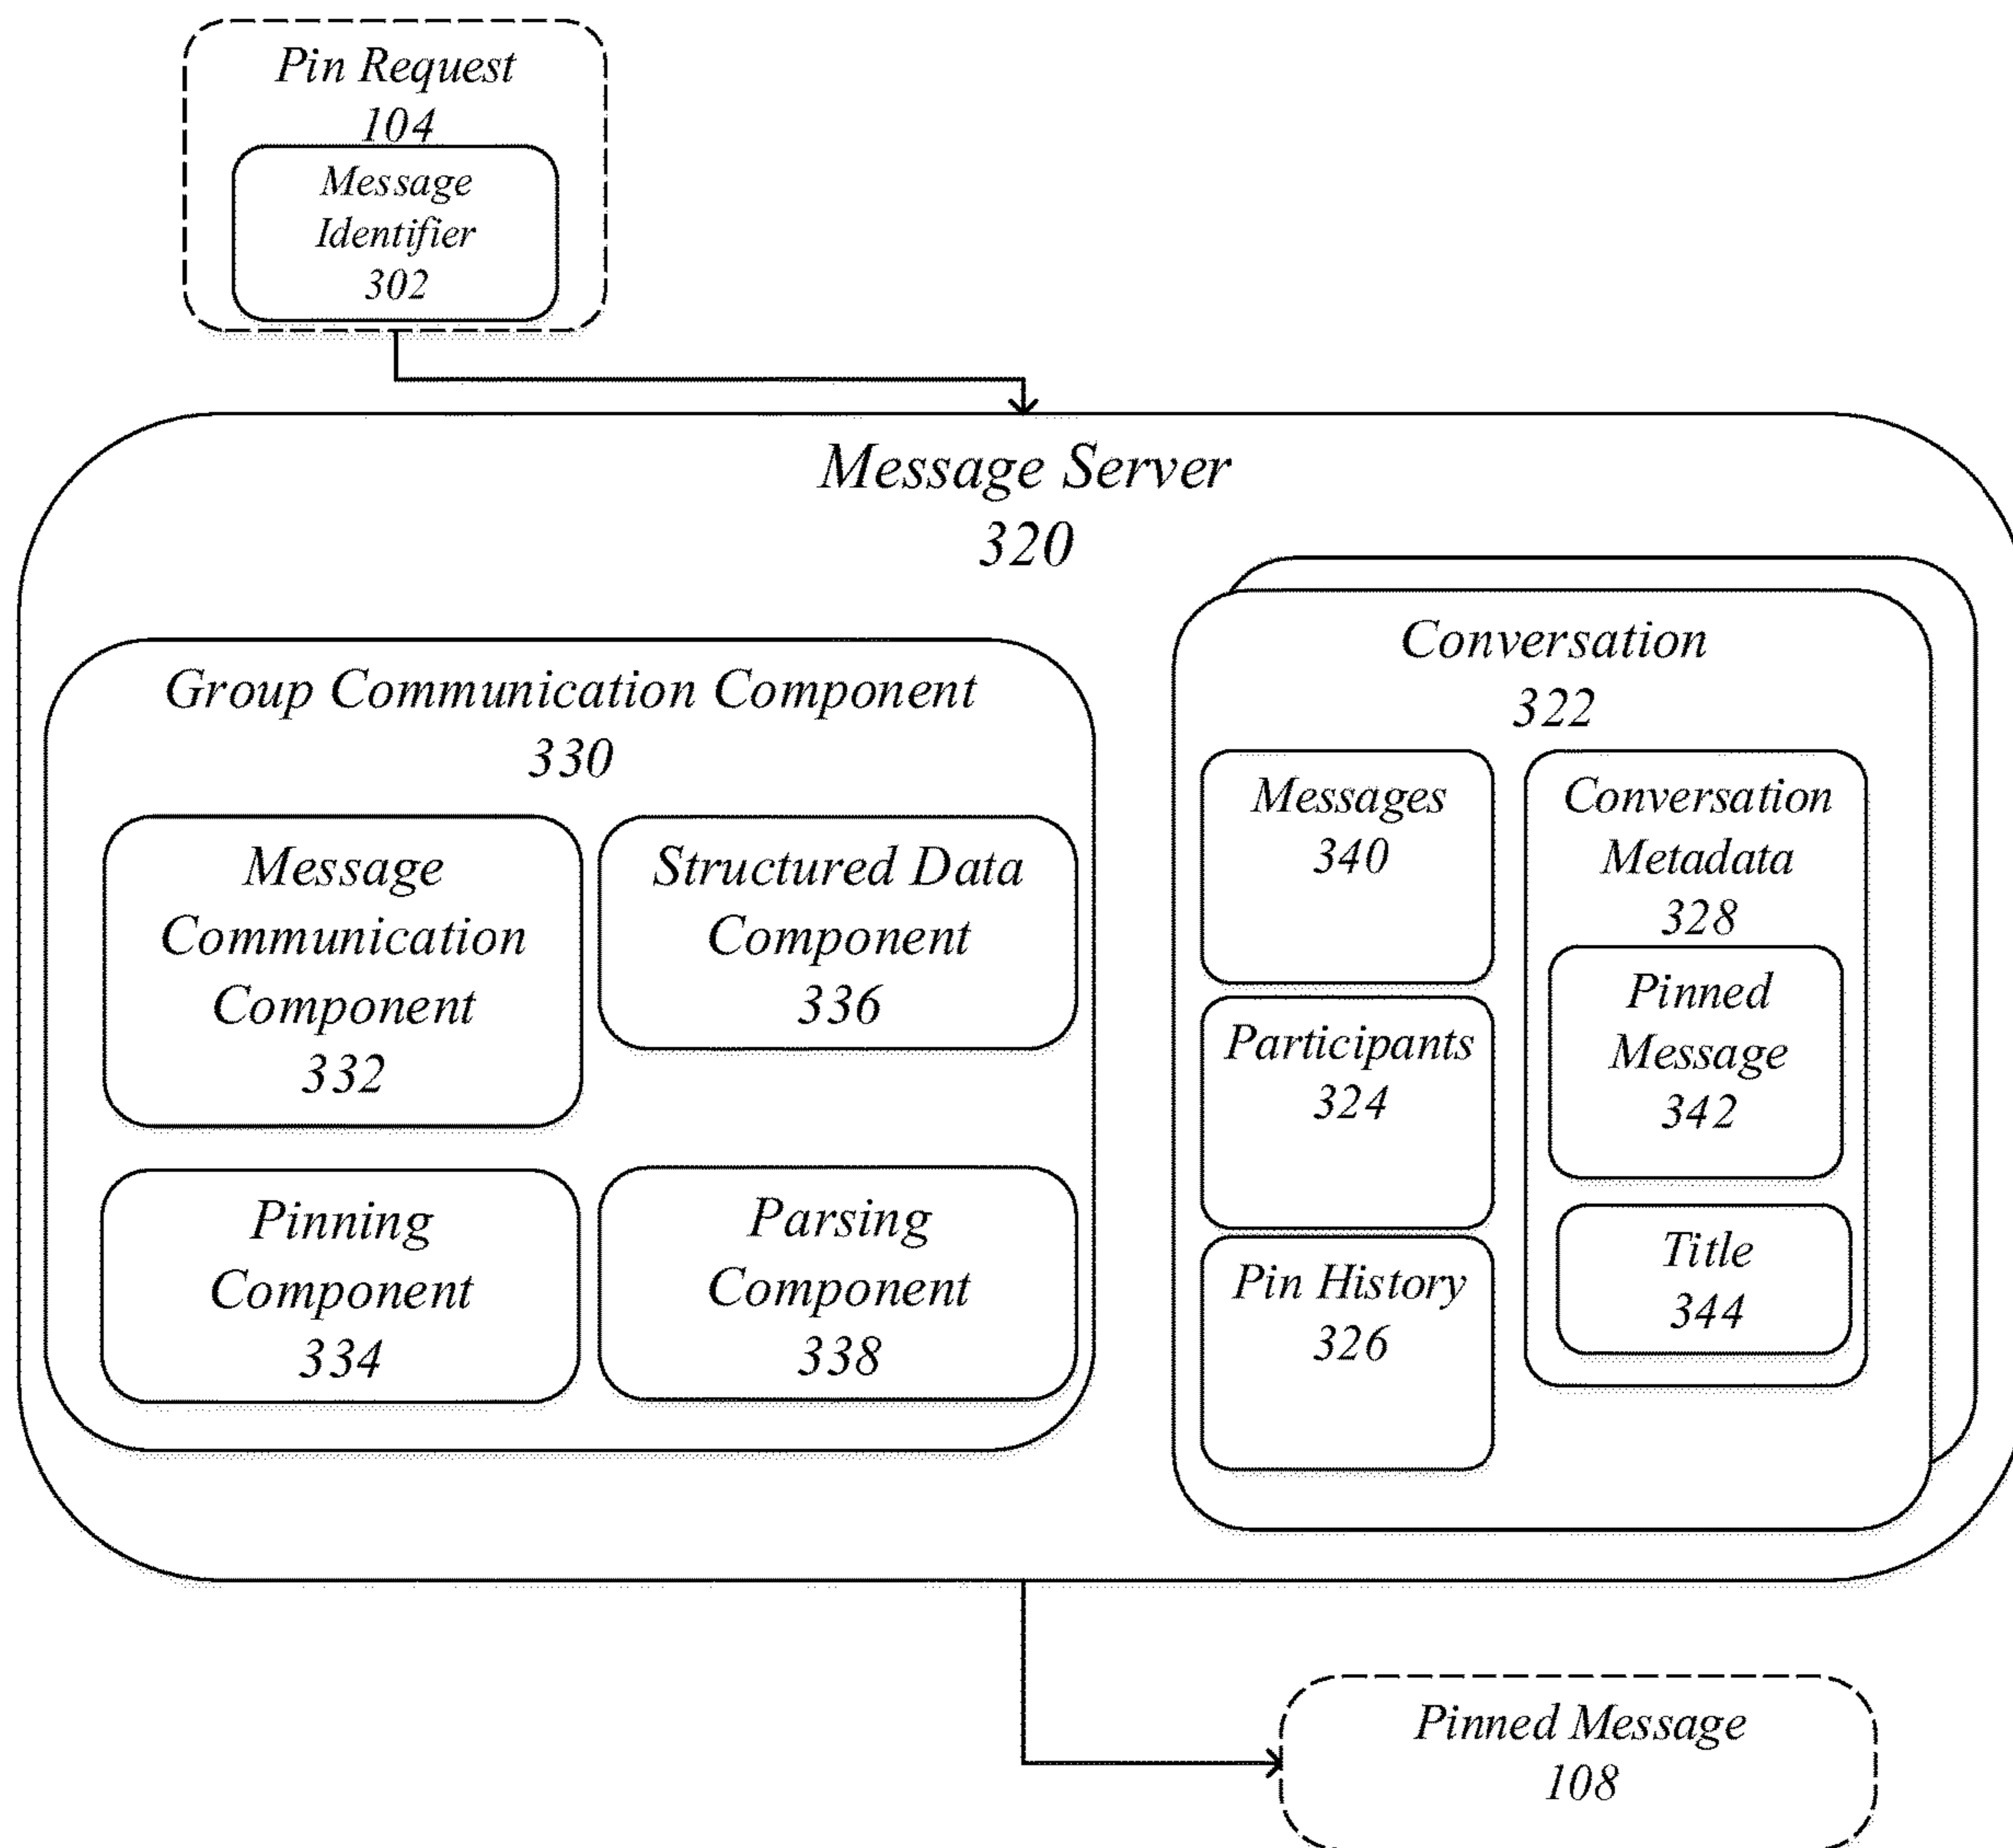 Pin Request
104
Message
Identifier
302
Message Server
320
Group Communication Component
330
Message
Communication
Component
332
Structured Data
Component
336
Pinning
Component
334
Parsing
Component
338
Conversation
322
Messages
340
Participants
324
Pin History
326
Conversation
Metadata
328
Pinned
Message
342
Title
344
Pinned Message
108